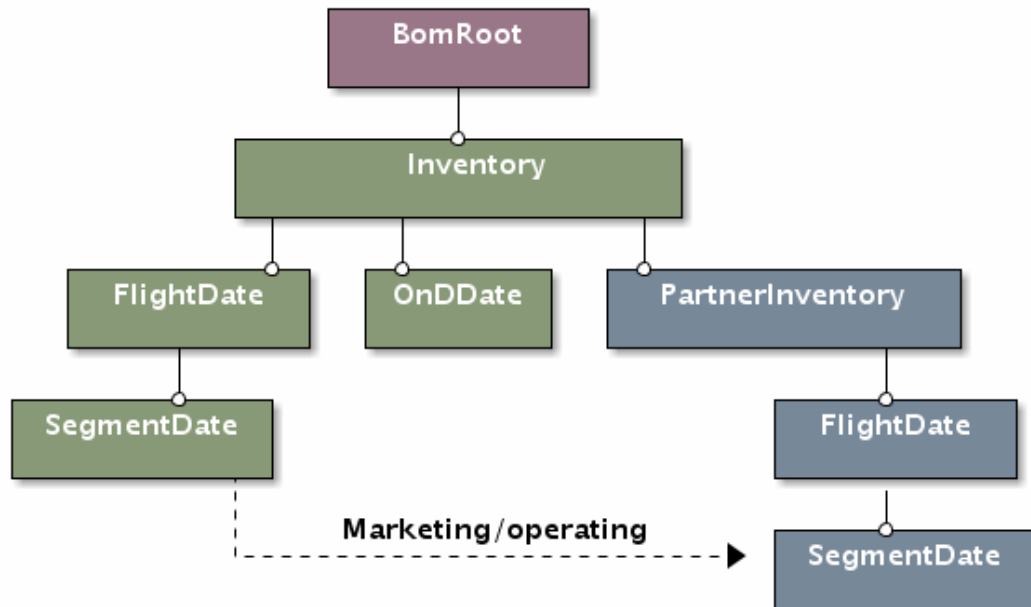 BomRoot
Inventory
FlightDate
OnDDate
PartnerInventory
SegmentDate
FlightDate
Marketing/operating
SegmentDate